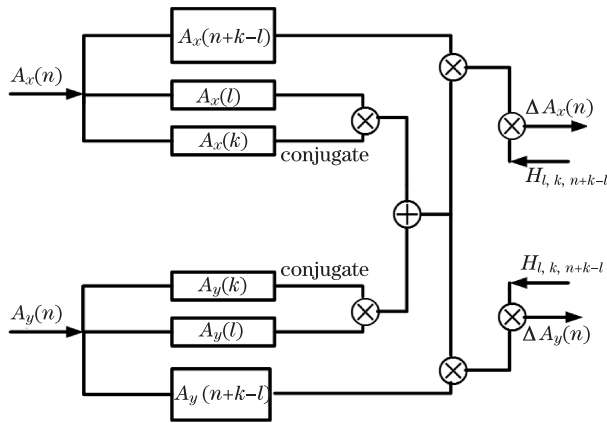 A_x(n+k−l)
A_x(n)
A_x(l)
A_x(k)
conjugate
ΔA_x(n)
H_{l, k, n+k−l}
H_{l, k, n+k−l}
conjugate
A_y(k)
A_y(n)
A_y(l)
ΔA_y(n)
A_y(n+k−l)